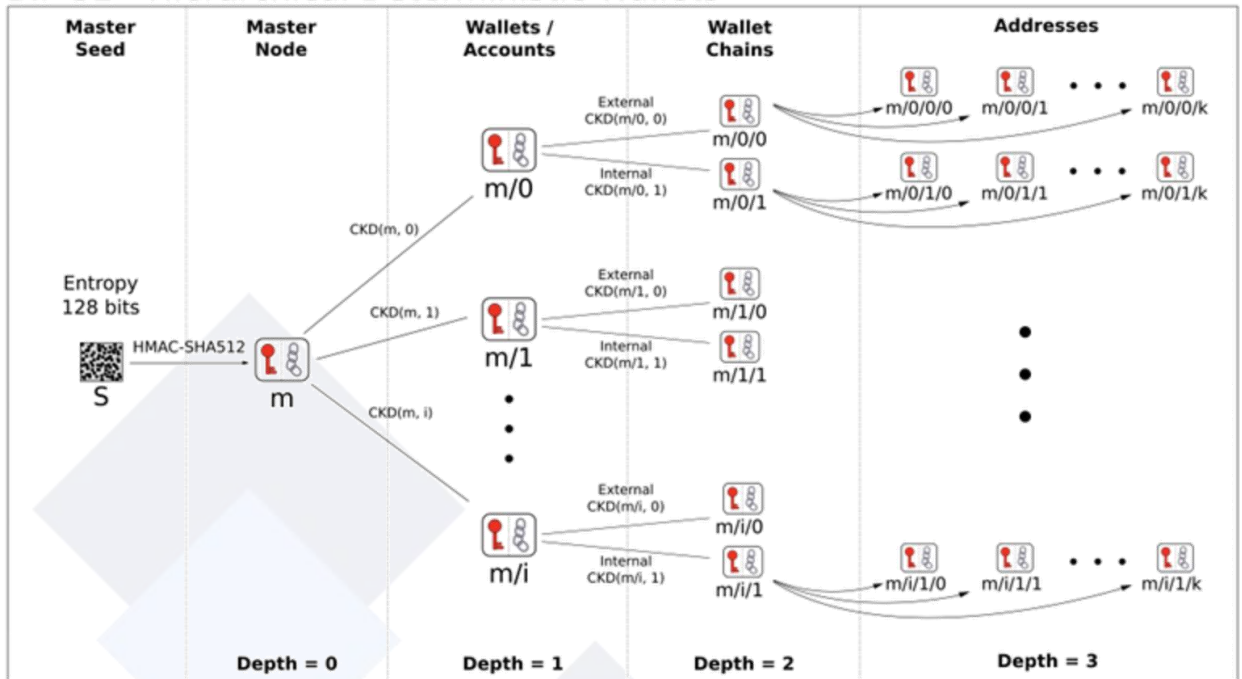 Master
Seed
Master
Node
Wallets /
Accounts
Wallet
Chains
Addresses
External
CKD(m/0, 0)
m/0/0
m/0/0/0
m/0/0/1
m/0/0/k
m/0
Internal
CKD(m/0, 1)
m/0/1
m/0/1/0
m/0/1/1
m/0/1/k
CKD(m, 0)
Entropy
128 bits
HMAC-SHA512
S
m
CKD(m, 1)
External
CKD(m/1, 0)
m/1/0
m/1
Internal
CKD(m/1, 1)
m/1/1
CKD(m, i)
External
CKD(m/i, 0)
m/i/0
m/i
Internal
CKD(m/i, 1)
m/i/1
m/i/1/0
m/i/1/1
m/i/1/k
Depth = 0
Depth = 1
Depth = 2
Depth = 3